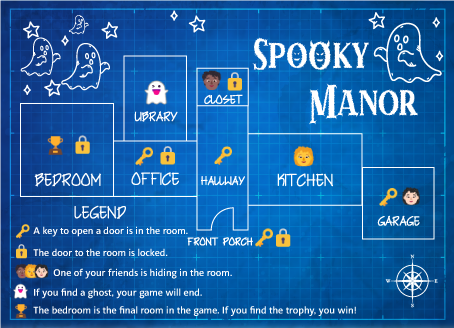 SPOOKY
MANOR
CLOSET
LIBRARY
BEDROOM
OFFICE
HALLWAY
KITCHEN
GARAGE
FRONT PORCH
LEGEND
A key to open a door is in the room.
The door to the room is locked.
One of your friends is hiding in the room.
If you find a ghost, your game will end.
The bedroom is the final room in the game. If you find the trophy, you win!
N
W E
S